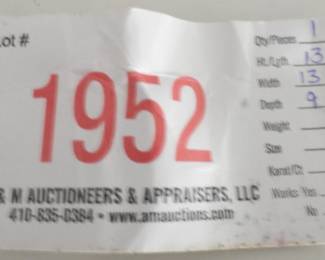 Lot #
1952
& M AUCTIONEERS & APPRAISERS, LLC
410-835-0384 • www.amauctions.com
Qty/Pieces 1
Ht./Lgth 13
Width 13
Depth 9
Weight
Size
Karat/Ct
Works Yes
No